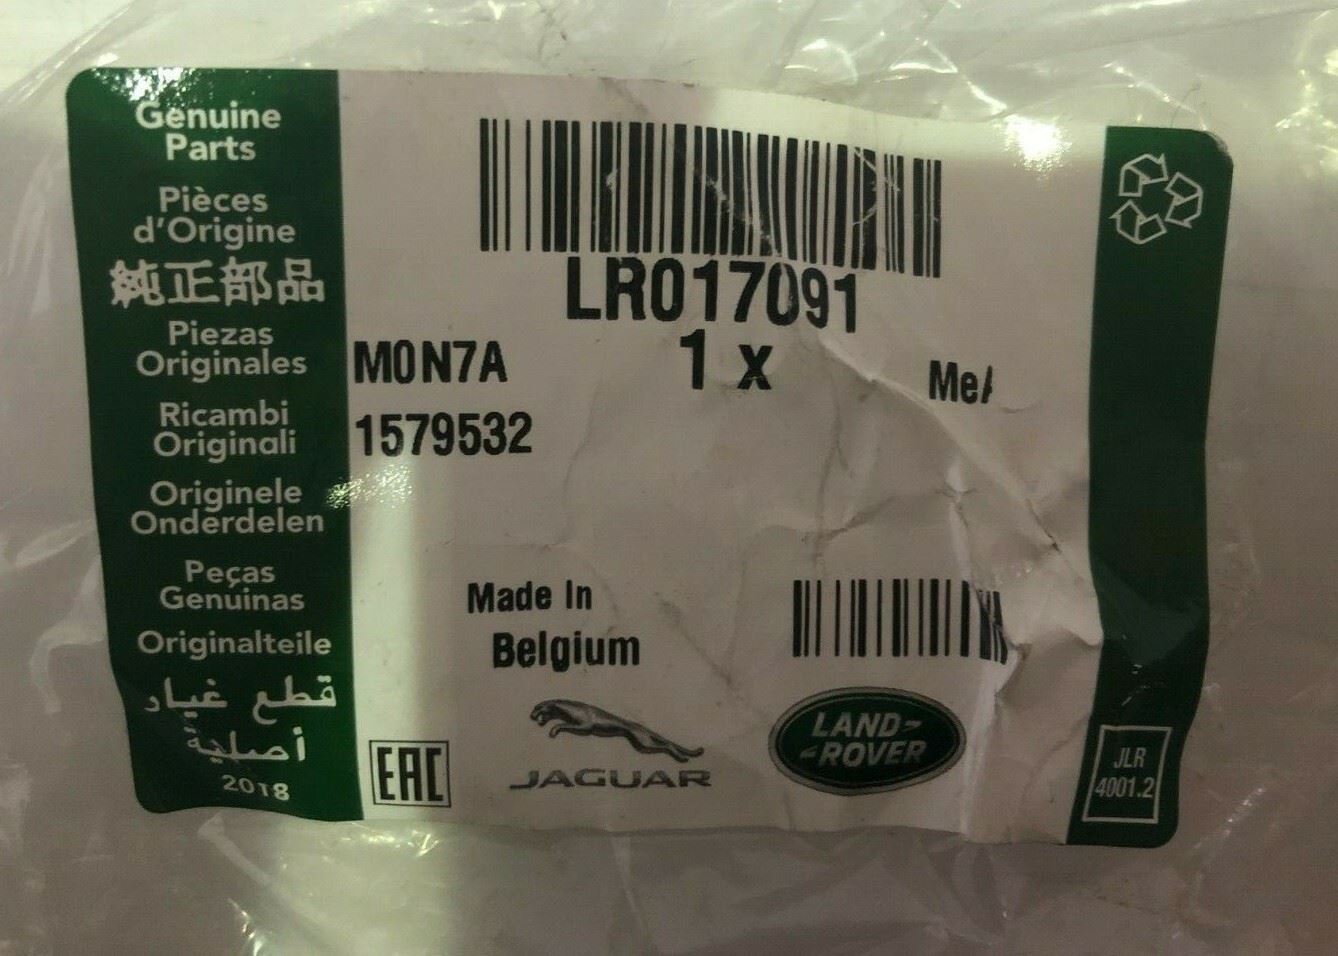 Genuine
Parts
Pièces
d'Origine
純正部品
Piezas
Originales
Ricambi
Originali
Originele
Onderdelen
Peças
Genuinas
Originalteile
قطع غيار
أصلية
2018
LR017091
M0N7A
1 x
1579532
Made In
Belgium
EAC
JAGUAR
LAND-
-ROVER
JLR
4001.2